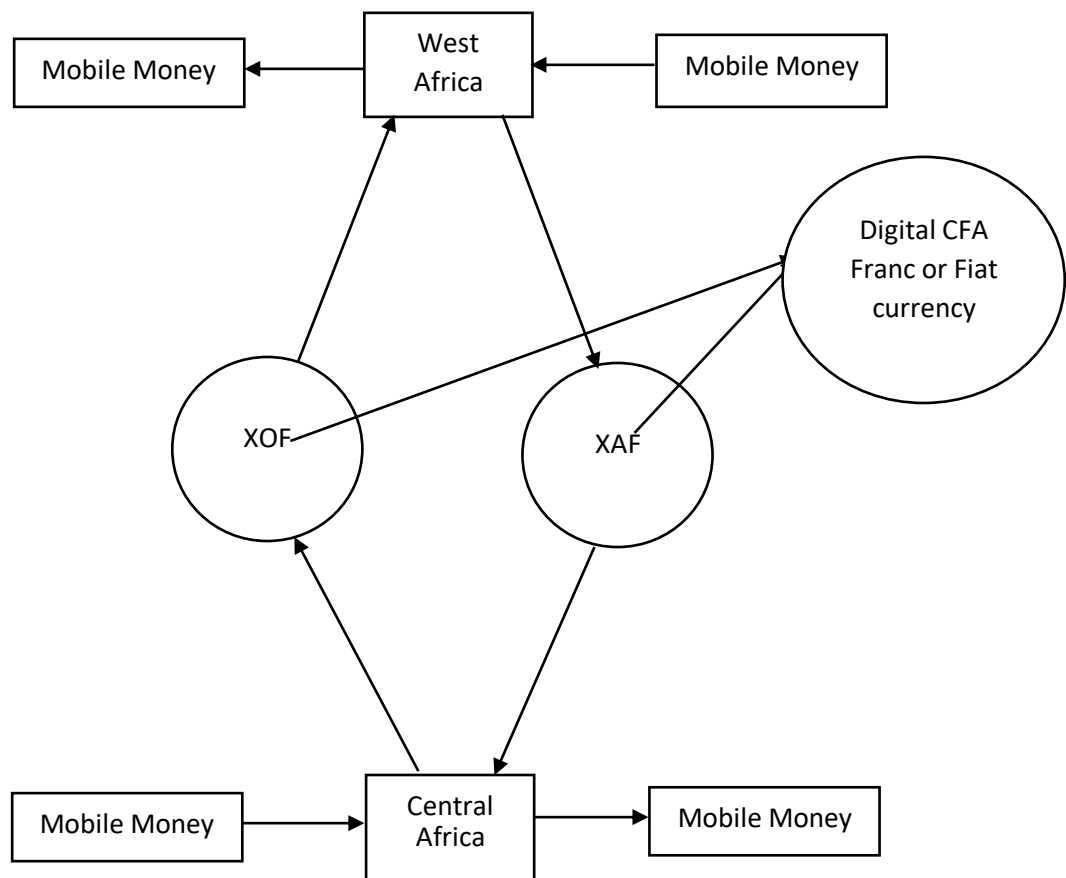 Mobile Money
West
Africa
Mobile Money
Digital CFA
Franc or Fiat
currency
XOF
XAF
Mobile Money
Central
Africa
Mobile Money